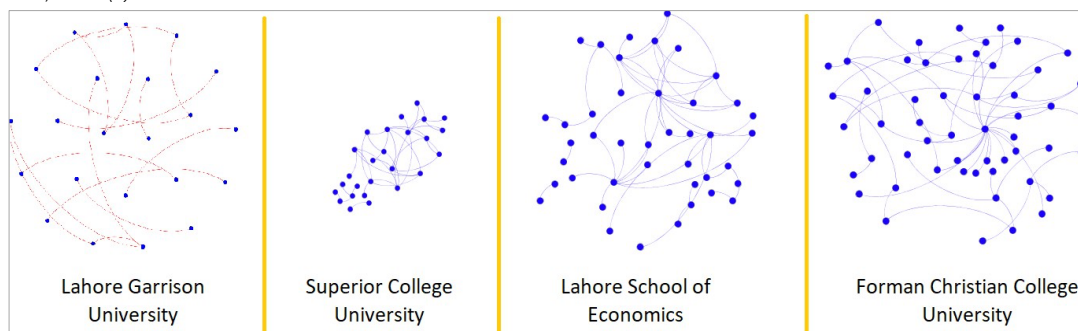 Lahore Garrison
University
Superior College
University
Lahore School of
Economics
Forman Christian College
University